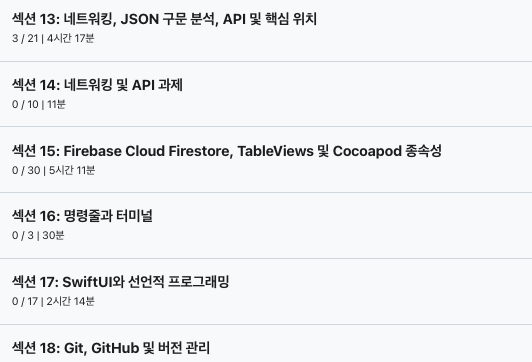 섹션 13: 네트워킹, JSON 구문 분석, API 및 핵심 위치
3 / 21 | 4시간 17분
섹션 14: 네트워킹 및 API 과제
0 / 10 | 11분
섹션 15: Firebase Cloud Firestore, TableViews 및 Cocoapod 종속성
0 / 30 | 5시간 11분
섹션 16: 명령줄과 터미널
0 / 3 | 30분
섹션 17: SwiftUI와 선언적 프로그래밍
0 / 17 | 2시간 14분
섹션 18: Git, GitHub 및 버전 관리